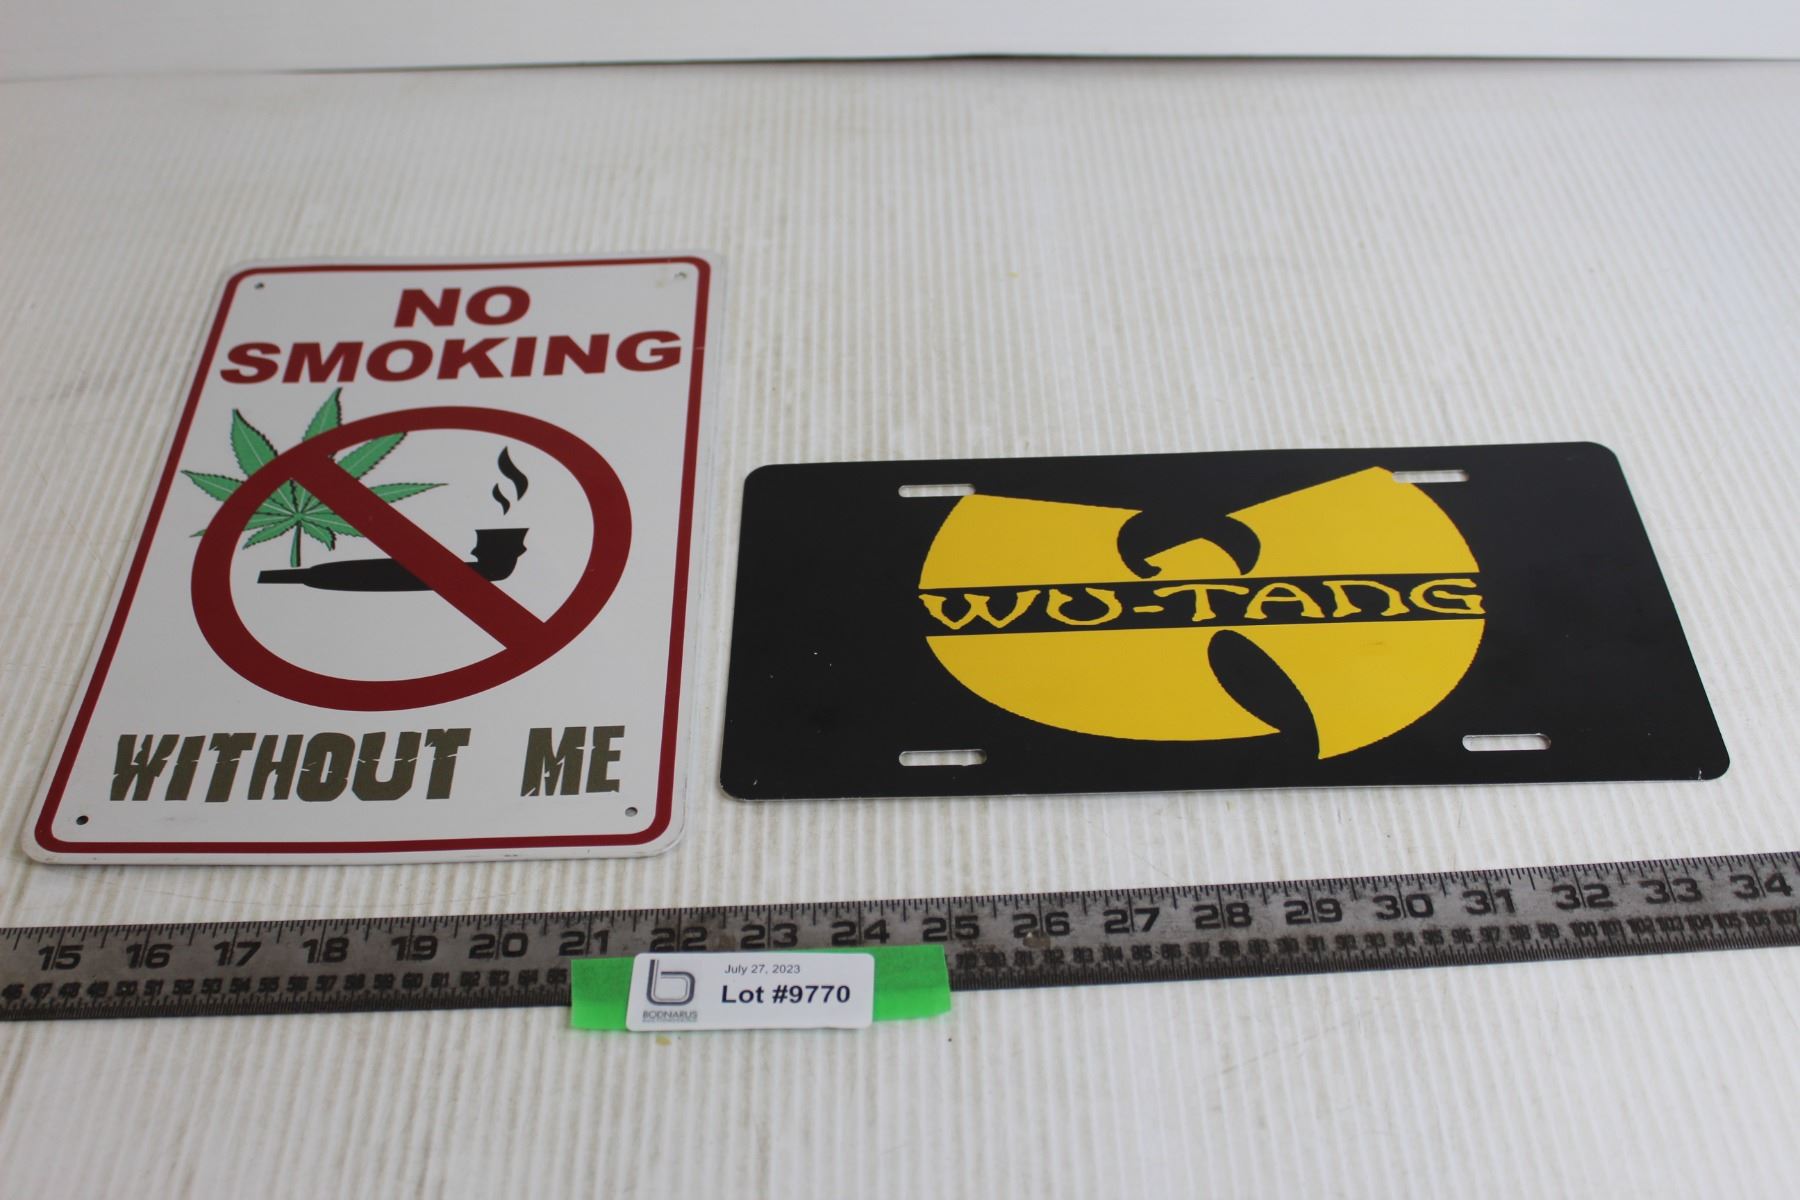 NO
SMOKING
WITHOUT ME
WU-TANG
15 16 17 18 19 20 21 22 23 24 25 26 27 28 29 30 31 32 33 34
July 27, 2023
Lot #9770
BODNARUS